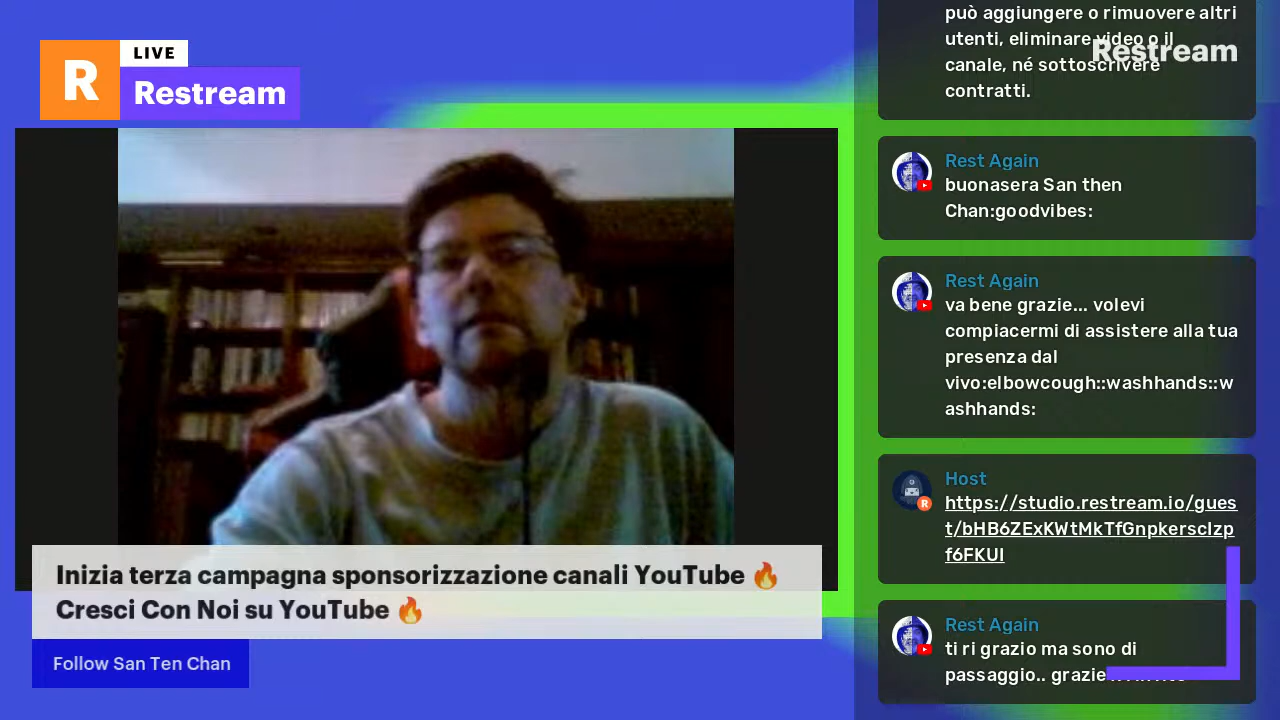 R
LIVE
Restream
Inizia terza campagna sponsorizzazione canali YouTube 🔥
Cresci Con Noi su YouTube 🔥
Follow San Ten Chan
Restream
può aggiungere o rimuovere altri
utenti, eliminare video o il
canale, né sottoscrivere
contratti.
Rest Again
buonasera San then
Chan:goodvibes:
Rest Again
va bene grazie... volevi
compiacermi di assistere alla tua
presenza dal
vivo:elbowcough::washhands::w
ashhands:
Host
https://studio.restream.io/gues
t/bHB6ZExKWtMkTfGnpkersclzp
f6FKUI
Rest Again
ti ri grazio ma sono di
passaggio.. grazie